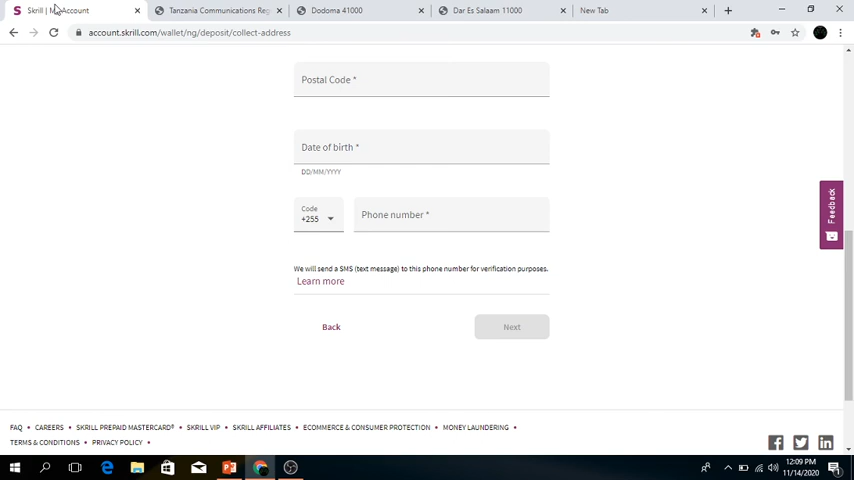 Skrill | My Account
Tanzania Communications Reg
Dodoma 41000
Dar Es Salaam 11000
New Tab
account.skrill.com/wallet/ng/deposit/collect-address
Postal Code *
Date of birth *
DD/MM/YYYY
Code
+255
Phone number *
We will send a SMS (text message) to this phone number for verification purposes.
Learn more
Back
Next
Feedback
FAQ • CAREERS • SKRILL PREPAID MASTERCARD® • SKRILL VIP • SKRILL AFFILIATES • ECOMMERCE & CONSUMER PROTECTION • MONEY LAUNDERING •
TERMS & CONDITIONS • PRIVACY POLICY •
12:09 PM
11/14/2020